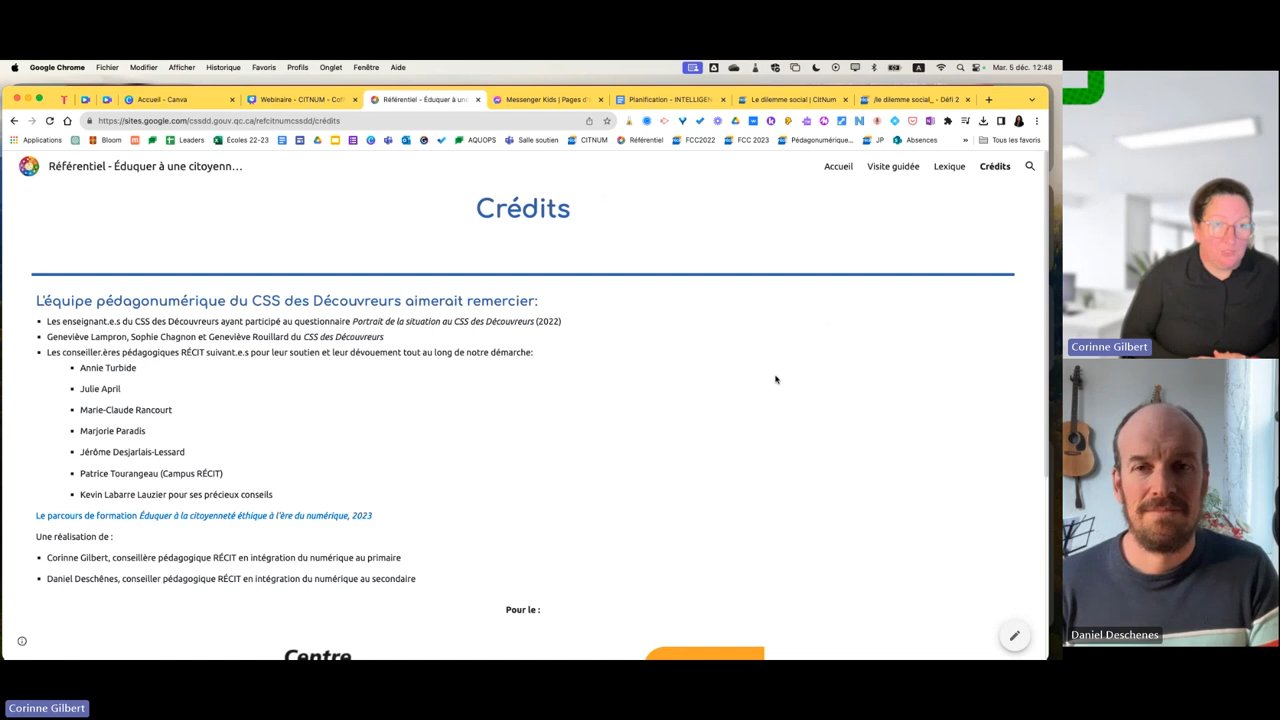 Google Chrome Fichier Modifier Afficher Historique Favoris Profils Onglet Fenêtre Aide Mar. 5 déc. 12:48
Accueil - Canva Webinaire - CITNUM - Cof Référentiel - Éduquer à une Messenger Kids | Pages d' Planification - INTELLIGEN Le dilemme social | CitNum /le dilemme social_ - Défi 2
https://sites.google.com/cssdd.gouv.qc.ca/refcitnumcssdd/crédits
Applications Bloom Leaders Écoles 22-23 AQUOPS Salle soutien CITNUM Référentiel FCC2022 FCC 2023 Pédagonumérique... JP Absences » Tous les favoris
Référentiel - Éduquer à une citoyenn... Accueil Visite guidée Lexique Crédits
Crédits
L'équipe pédagonumérique du CSS des Découvreurs aimerait remercier:
Les enseignant.e.s du CSS des Découvreurs ayant participé au questionnaire Portrait de la situation au CSS des Découvreurs (2022)
Geneviève Lampron, Sophie Chagnon et Geneviève Rouillard du CSS des Découvreurs
Les conseiller.ères pédagogiques RÉCIT suivant.e.s pour leur soutien et leur dévouement tout au long de notre démarche:
Annie Turbide
Julie April
Marie-Claude Rancourt
Marjorie Paradis
Jérôme Desjarlais-Lessard
Patrice Tourangeau (Campus RÉCIT)
Kevin Labarre Lauzier pour ses précieux conseils
Le parcours de formation Éduquer à la citoyenneté éthique à l'ère du numérique, 2023
Une réalisation de :
Corinne Gilbert, conseillère pédagogique RÉCIT en intégration du numérique au primaire
Daniel Deschênes, conseiller pédagogique RÉCIT en intégration du numérique au secondaire
Pour le :
Centre
Corinne Gilbert
Daniel Deschenes
Corinne Gilbert